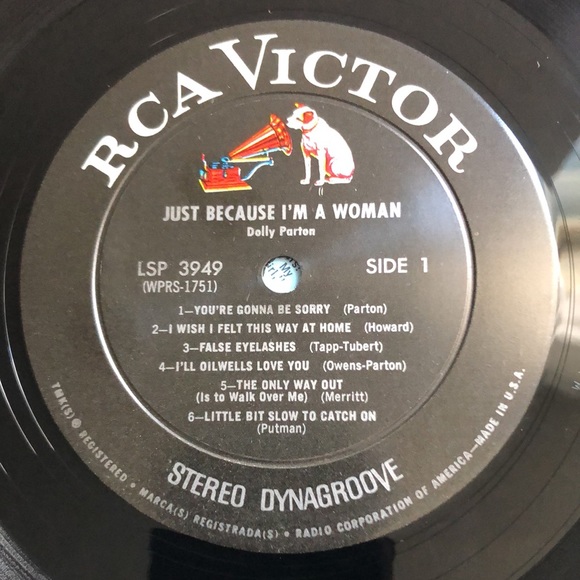 RCA VICTOR
JUST BECAUSE I'M A WOMAN
Dolly Parton
LSP 3949
(WPRS-1751)
SIDE 1
My
1—YOU'RE GONNA BE SORRY (Parton)
2—I WISH I FELT THIS WAY AT HOME (Howard)
3—FALSE EYELASHES (Tapp-Tubert)
4—I'LL OILWELLS LOVE YOU (Owens-Parton)
5—THE ONLY WAY OUT
(Is to Walk Over Me) (Merritt)
6—LITTLE BIT SLOW TO CATCH ON
(Putman)
STEREO DYNAGROOVE
TMK(S) ® REGISTERED • MARCA(S) REGISTRADA(S) • RADIO CORPORATION OF AMERICA—MADE IN U.S.A.